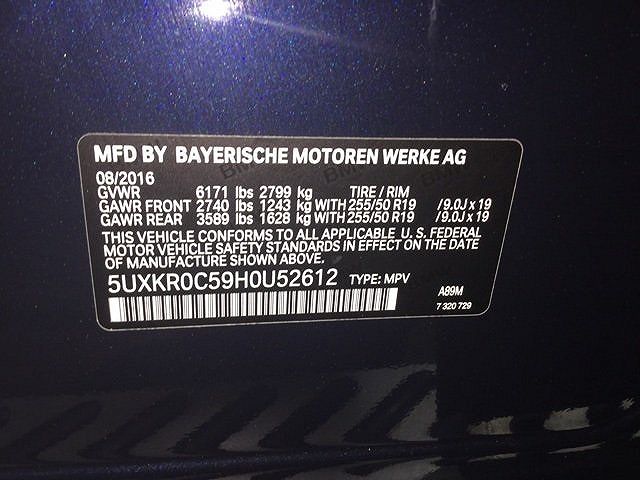 MFD BY BAYERISCHE MOTOREN WERKE AG
08/2016
GVWR 6171 lbs 2799 kg TIRE / RIM
GAWR FRONT 2740 lbs 1243 kg WITH 255/50 R19 /9.0J x 19
GAWR REAR 3589 lbs 1628 kg WITH 255/50 R19 /9.0J x 19
THIS VEHICLE CONFORMS TO ALL APPLICABLE U. S. FEDERAL
MOTOR VEHICLE SAFETY STANDARDS IN EFFECT ON THE DATE
OF MANUFACTURE SHOWN ABOVE.
5UXKR0C59H0U52612 TYPE: MPV
A89M
7 320 729